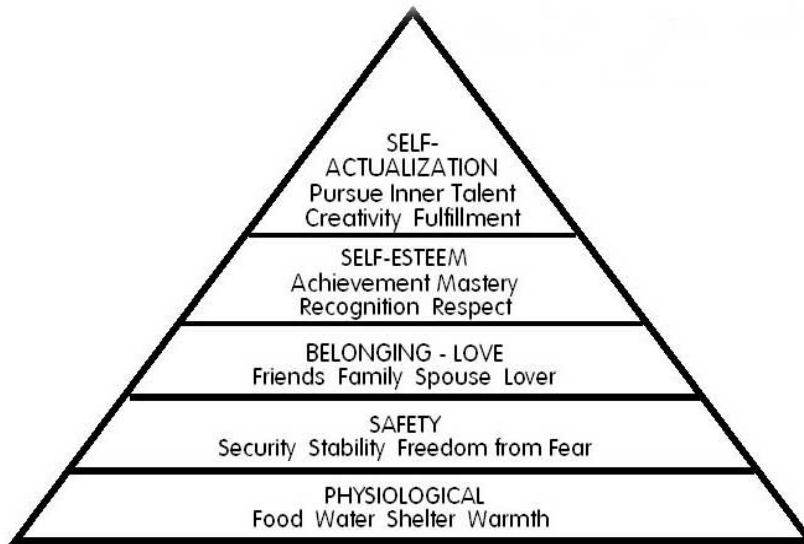 SELF-
ACTUALIZATION
Pursue Inner Talent
Creativity Fulfillment
SELF-ESTEEM
Achievement Mastery
Recognition Respect
BELONGING - LOVE
Friends Family Spouse Lover
SAFETY
Security Stability Freedom from Fear
PHYSIOLOGICAL
Food Water Shelter Warmth